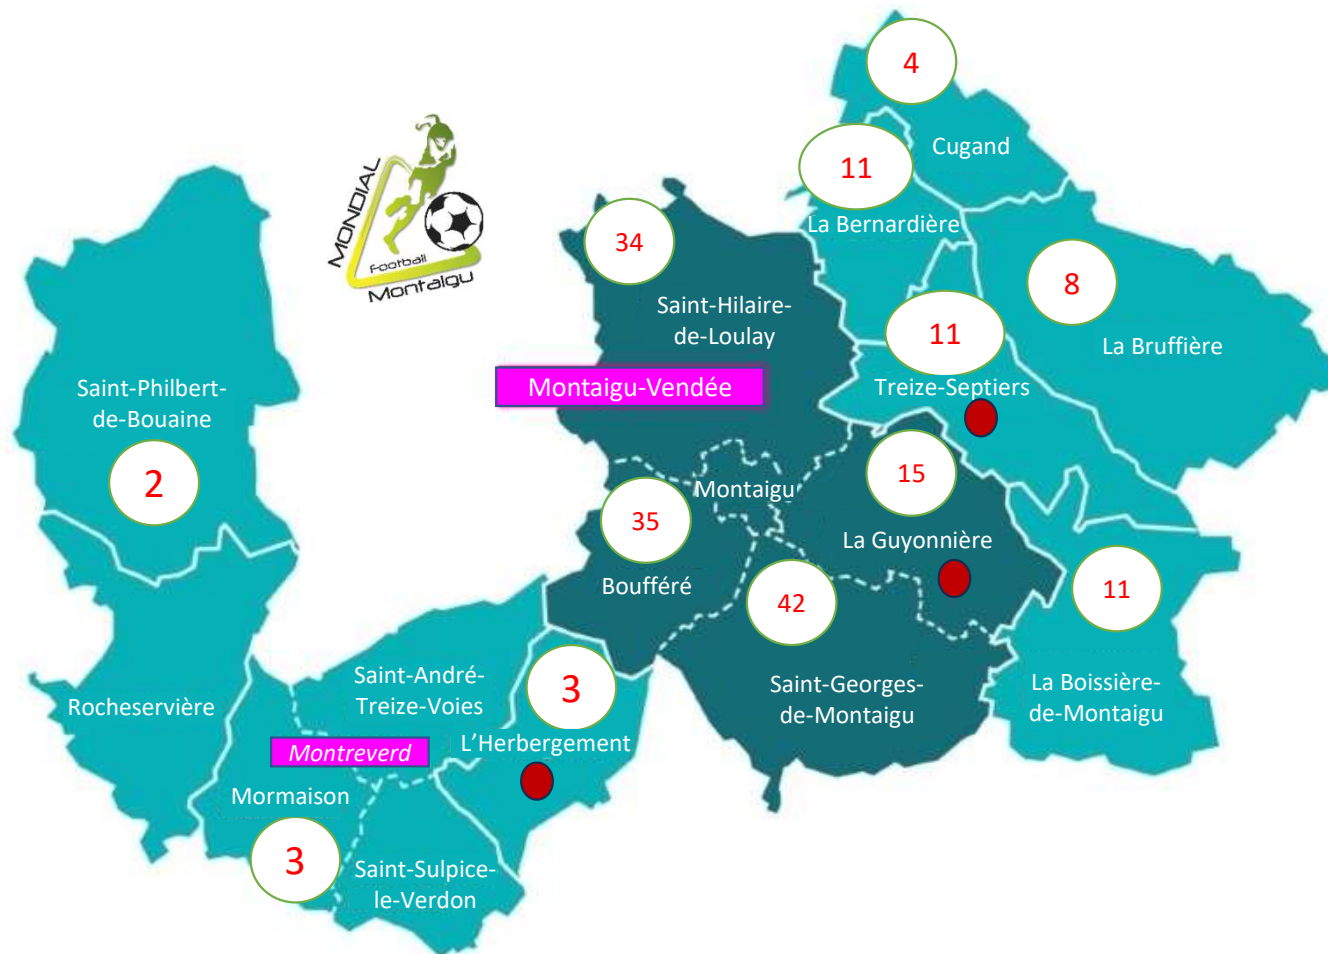 4
Cugand
11
La Bernardière
MONDIAL
Football
Montaigu
34
8
Saint-Hilaire-
de-Loulay
11
La Bruffière
Saint-Philbert-
de-Bouaine
Montaigu-Vendée
Treize-Septiers
2
15
Montaigu
35
La Guyonnière
Boufféré
42
11
Saint-André-
Treize-Voies
3
Saint-Georges-
de-Montaigu
La Boissière-
de-Montaigu
Rocheservière
Montreverd
L'Herbergement
Mormaison
3
Saint-Sulpice-
le-Verdon